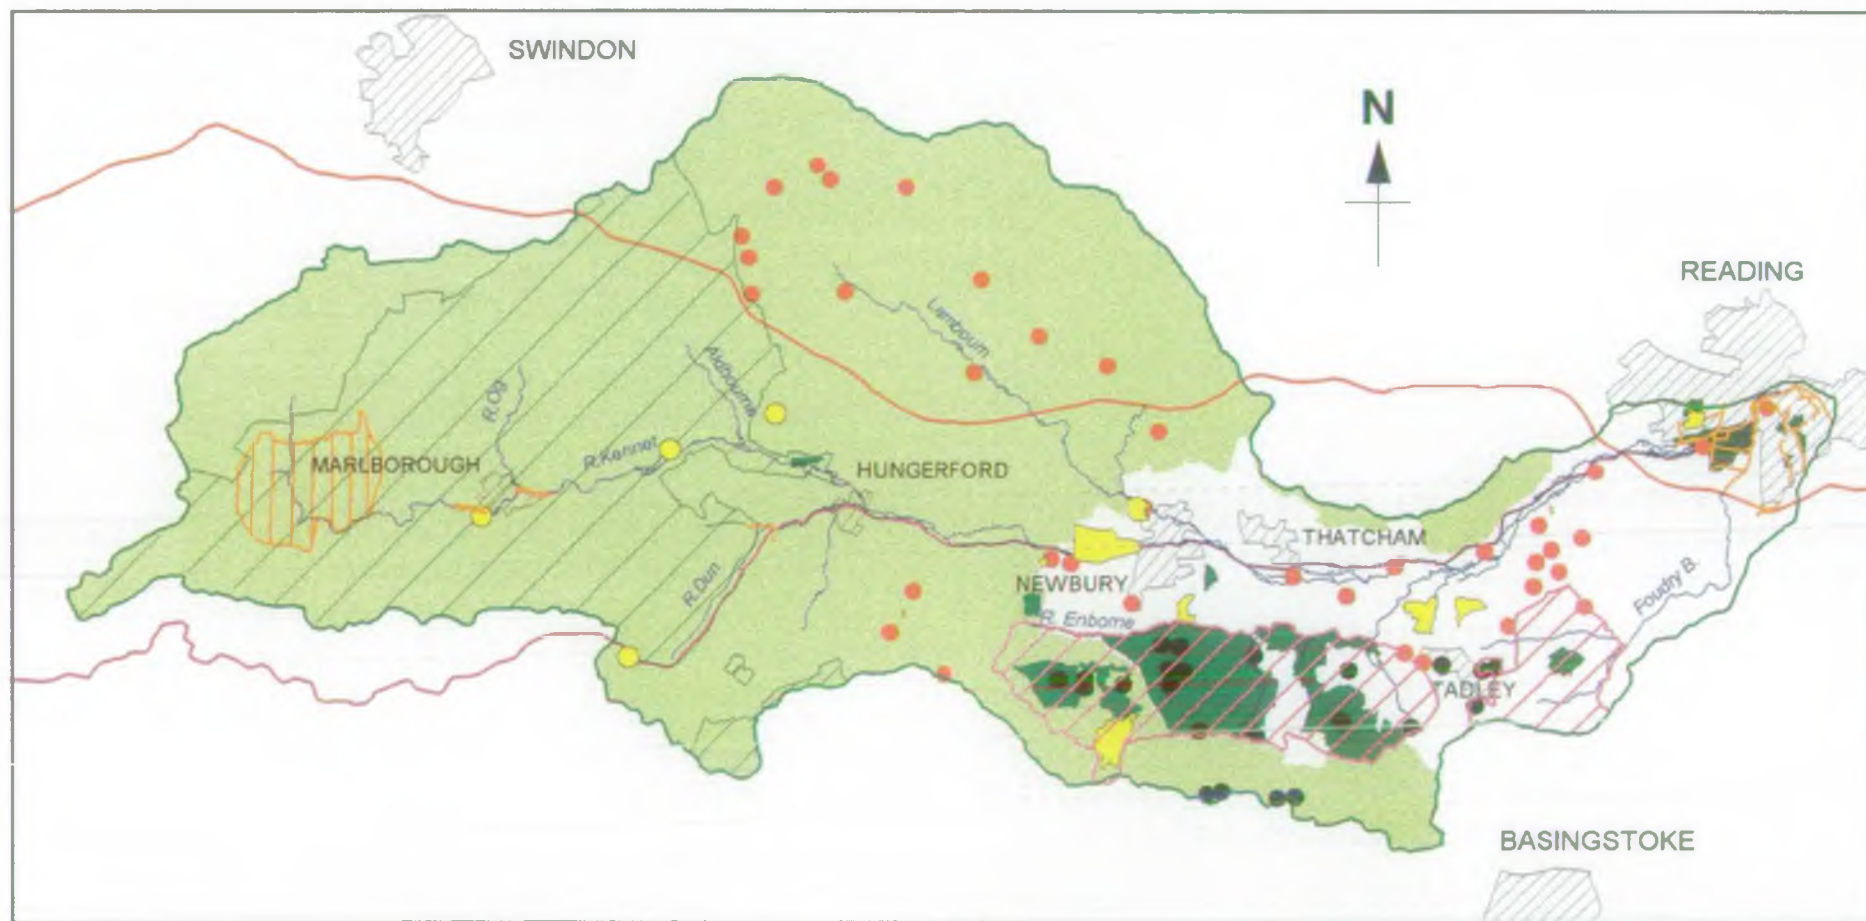 SWINDON
N
READING
Lambourn
Aldbourne
R.Og
R.Kennet
MARLBOROUGH
HUNGERFORD
THATCHAM
NEWBURY
R.Dun
R. Enborne
Foudry B.
TADLEY
BASINGSTOKE